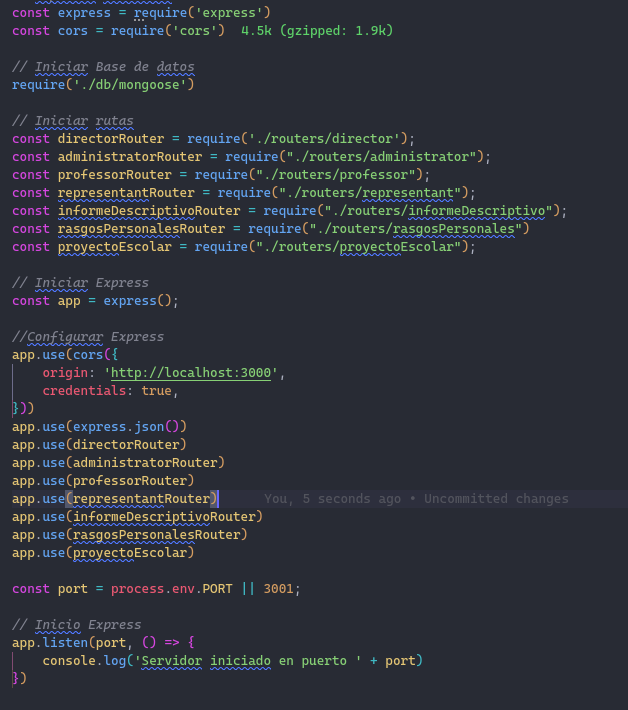 const express = require('express')
const cors = require('cors')  4.5k (gzipped: 1.9k)
// Iniciar Base de datos
require('./db/mongoose')
// Iniciar rutas
const directorRouter = require('./routers/director');
const administratorRouter = require("./routers/administrator");
const professorRouter = require("./routers/professor");
const representantRouter = require("./routers/representant");
const informeDescriptivoRouter = require("./routers/informeDescriptivo");
const rasgosPersonalesRouter = require("./routers/rasgosPersonales")
const proyectoEscolar = require("./routers/proyectoEscolar");
// Iniciar Express
const app = express();
//Configurar Express
app.use(cors({
    origin: 'http://localhost:3000',
    credentials: true,
}))
app.use(express.json())
app.use(directorRouter)
app.use(administratorRouter)
app.use(professorRouter)
app.use(representantRouter)      You, 5 seconds ago • Uncommitted changes
app.use(informeDescriptivoRouter)
app.use(rasgosPersonalesRouter)
app.use(proyectoEscolar)
const port = process.env.PORT || 3001;
// Inicio Express
app.listen(port, () => {
    console.log('Servidor iniciado en puerto ' + port)
})